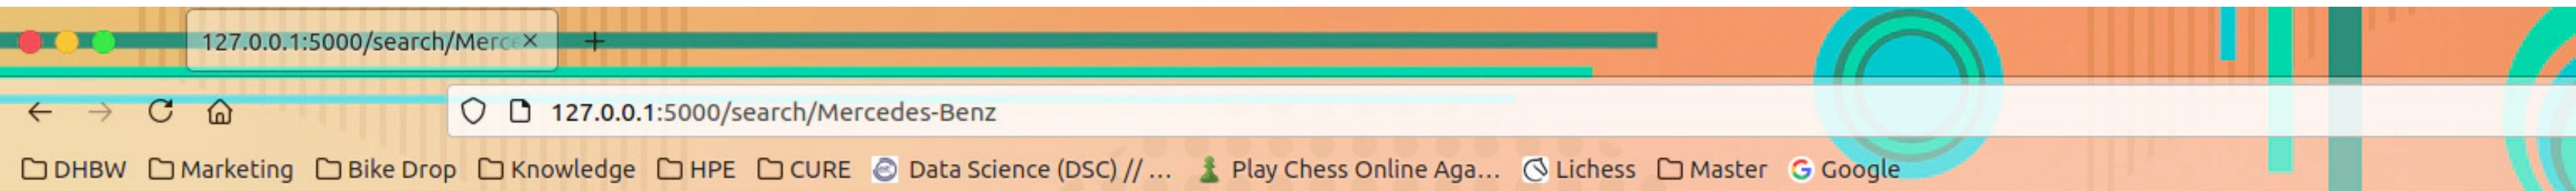 127.0.0.1:5000/search/Merce
127.0.0.1:5000/search/Mercedes-Benz
DHBW Marketing Bike Drop Knowledge HPE CURE Data Science (DSC) // ... Play Chess Online Aga... Lichess Master Google